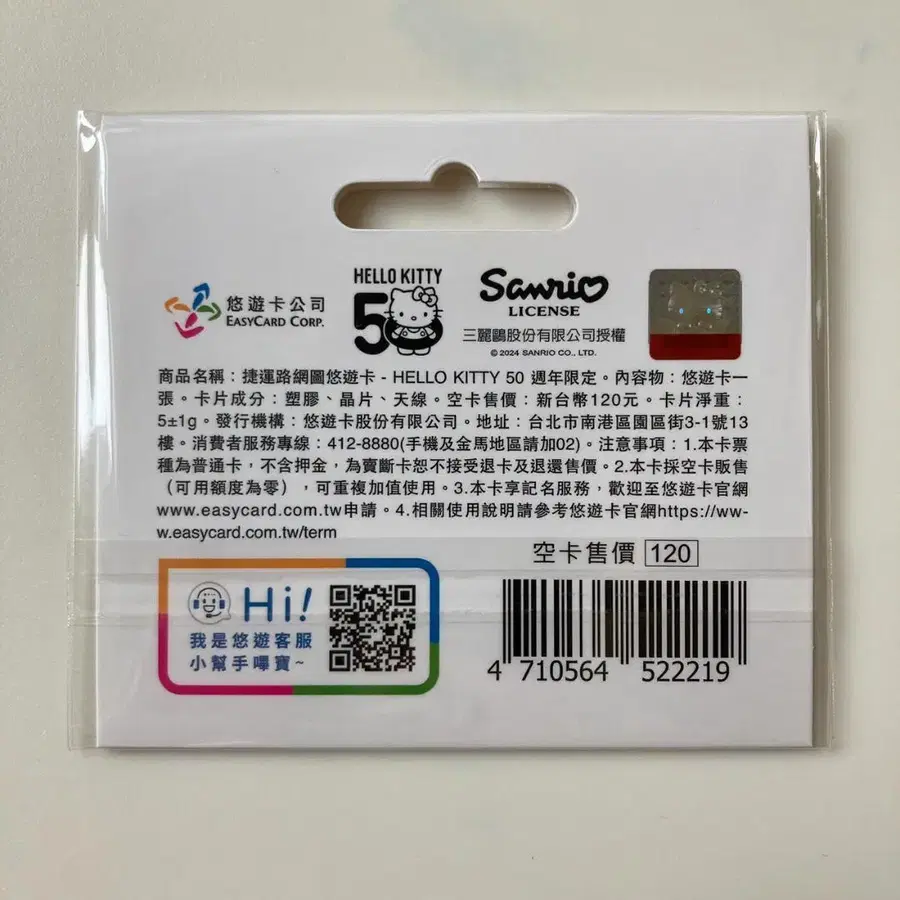 悠遊卡公司
EASYCARD CORP.
HELLO KITTY
50
Sanrio
LICENSE
三麗鷗股份有限公司授權
© 2024 SANRIO CO., LTD.
商品名稱：捷運路網圖悠遊卡 - HELLO KITTY 50 週年限定。內容物：悠遊卡一
張。卡片成分：塑膠、晶片、天線。空卡售價：新台幣120元。卡片淨重：
5±1g。發行機構：悠遊卡股份有限公司。地址：台北市南港區園區街3-1號13
樓。消費者服務專線：412-8880(手機及金馬地區請加02)。注意事項：1.本卡票
種為普通卡，不含押金，為賣斷卡恕不接受退卡及退還售價。2.本卡採空卡販售
（可用額度為零），可重複加值使用。3.本卡享記名服務，歡迎至悠遊卡官網
www.easycard.com.tw申請。4.相關使用說明請參考悠遊卡官網https://ww-
w.easycard.com.tw/term
空卡售價 120
Hi!
我是悠遊客服
小幫手嗶寶~
4 710564 522219